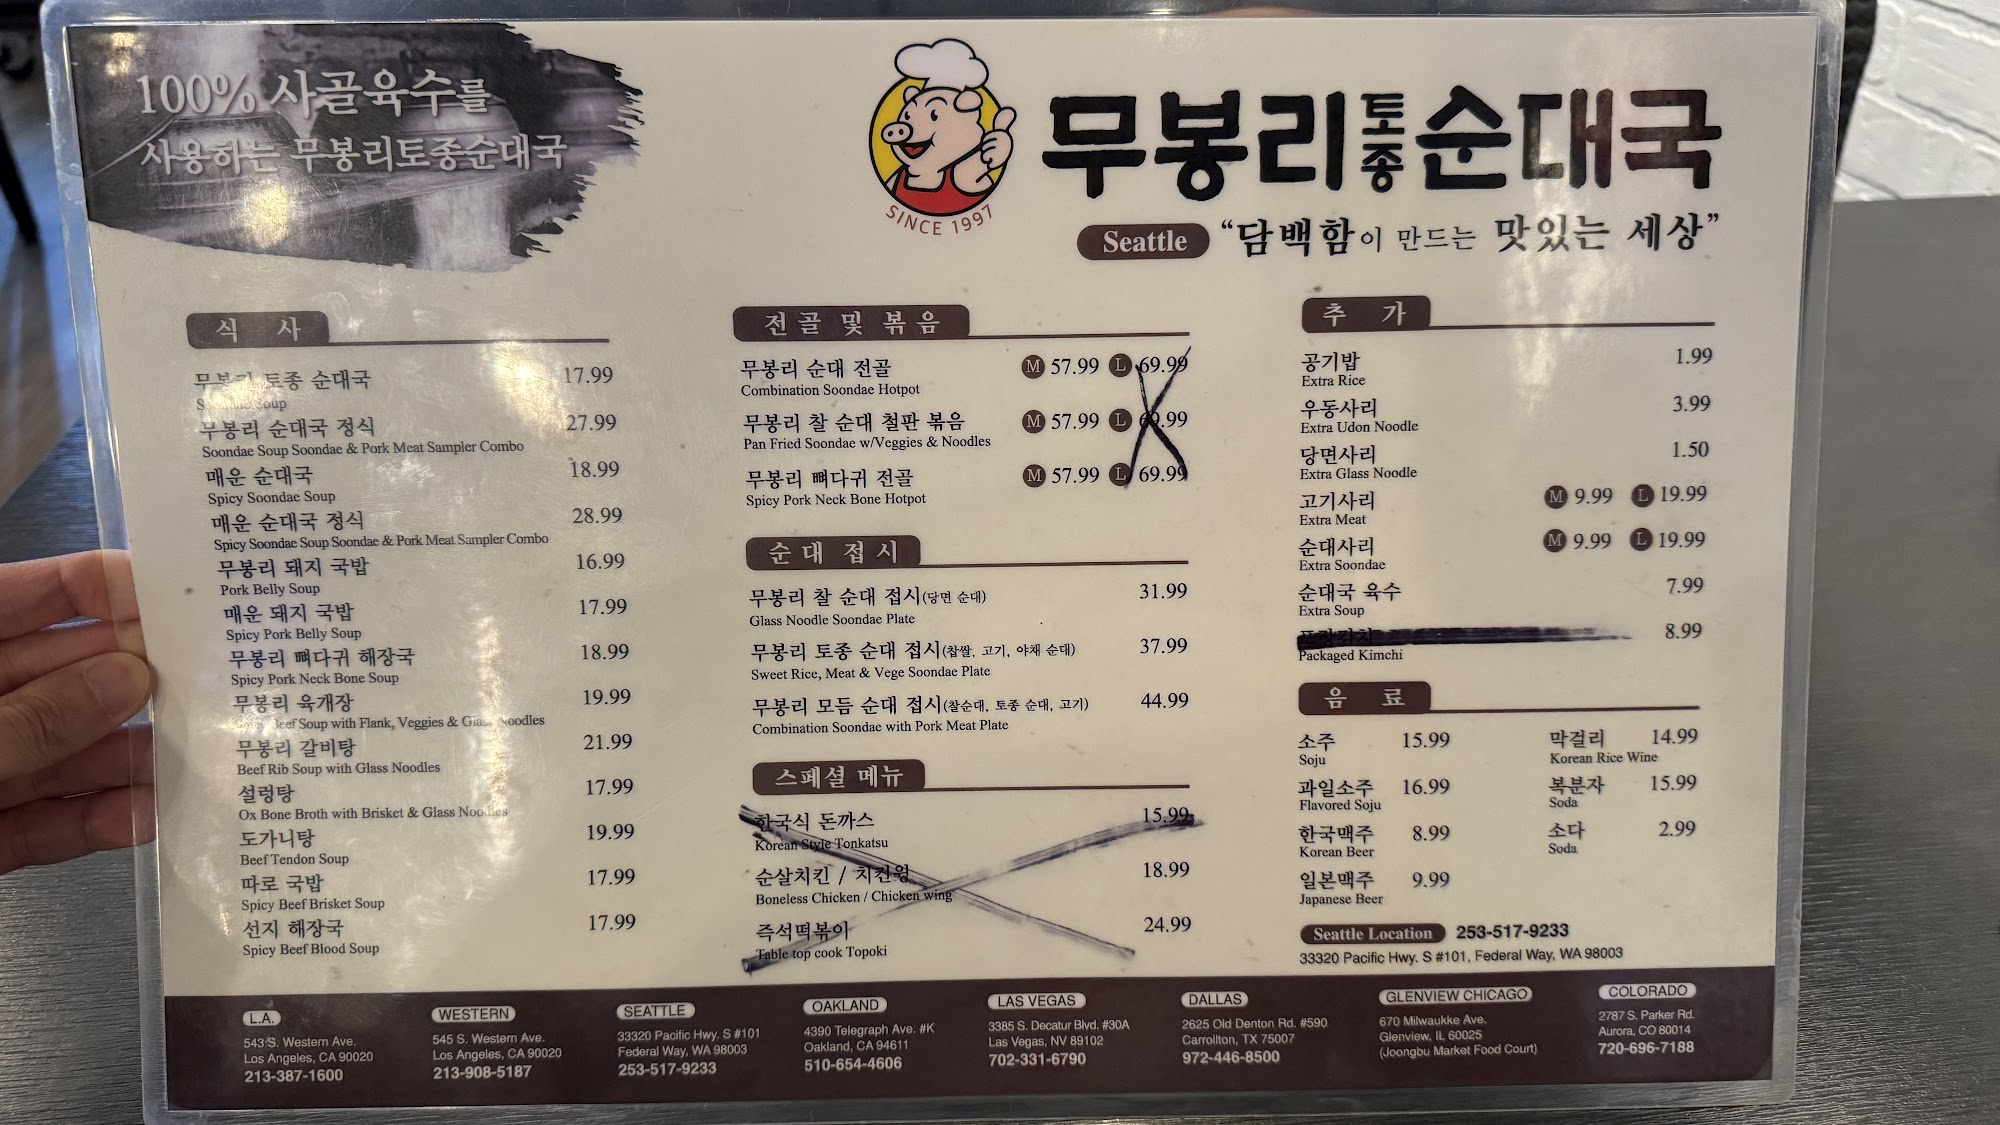 100% 사골육수를
사용하는 무봉리토종순대국
SINCE 1997
무봉리토종순대국
Seattle "담백함이 만드는 맛있는 세상"
식 사
무봉리 토종 순대국 17.99
Soup
무봉리 순대국 정식 27.99
Soondae Soup Soondae & Pork Meat Sampler Combo
매운 순대국 18.99
Spicy Soondae Soup
매운 순대국 정식 28.99
Spicy Soondae Soup Soondae & Pork Meat Sampler Combo
무봉리 돼지 국밥 16.99
Pork Belly Soup
매운 돼지 국밥 17.99
Spicy Pork Belly Soup
무봉리 뼈다귀 해장국 18.99
Spicy Pork Neck Bone Soup
무봉리 육개장 19.99
Beef Soup with Flank, Veggies & Glass Noodles
무봉리 갈비탕 21.99
Beef Rib Soup with Glass Noodles
설렁탕 17.99
Ox Bone Broth with Brisket & Glass Noodles
도가니탕 19.99
Beef Tendon Soup
따로 국밥 17.99
Spicy Beef Brisket Soup
선지 해장국 17.99
Spicy Beef Blood Soup
전골 및 볶음
무봉리 순대 전골 M 57.99 L 69.99
Combination Soondae Hotpot
무봉리 찰 순대 철판 볶음 M 57.99 L 69.99
Pan Fried Soondae w/Veggies & Noodles
무봉리 뼈다귀 전골 M 57.99 L 69.99
Spicy Pork Neck Bone Hotpot
순대 접시
무봉리 찰 순대 접시(당면 순대) 31.99
Glass Noodle Soondae Plate
무봉리 토종 순대 접시(찹쌀, 고기, 야채 순대) 37.99
Sweet Rice, Meat & Vege Soondae Plate
무봉리 모듬 순대 접시(찰순대, 토종 순대, 고기) 44.99
Combination Soondae with Pork Meat Plate
스페셜 메뉴
한국식 돈까스 15.99
Korean Style Tonkatsu
순살치킨 / 치킨윙 18.99
Boneless Chicken / Chicken wing
즉석떡볶이 24.99
Table top cook Topoki
추 가
공기밥 1.99
Extra Rice
우동사리 3.99
Extra Udon Noodle
당면사리 1.50
Extra Glass Noodle
고기사리 M 9.99 L 19.99
Extra Meat
순대사리 M 9.99 L 19.99
Extra Soondae
순대국 육수 7.99
Extra Soup
포장김치 8.99
Packaged Kimchi
음 료
소주 15.99
Soju
과일소주 16.99
Flavored Soju
한국맥주 8.99
Korean Beer
일본맥주 9.99
Japanese Beer
막걸리 14.99
Korean Rice Wine
복분자 15.99
Soda
소다 2.99
Soda
Seattle Location 253-517-9233
33320 Pacific Hwy. S #101, Federal Way, WA 98003
L.A.
543 S. Western Ave.
Los Angeles, CA 90020
213-387-1600
WESTERN
545 S. Western Ave.
Los Angeles, CA 90020
213-908-5187
SEATTLE
33320 Pacific Hwy. S #101
Federal Way, WA 98003
253-517-9233
OAKLAND
4390 Telegraph Ave. #K
Oakland, CA 94611
510-654-4606
LAS VEGAS
3385 S. Decatur Blvd. #30A
Las Vegas, NV 89102
702-331-6790
DALLAS
2625 Old Denton Rd. #590
Carrollton, TX 75007
972-446-8500
GLENVIEW CHICAGO
670 Milwaukke Ave.
Glenview, IL 60025
(Joongbu Market Food Court)
COLORADO
2787 S. Parker Rd.
Aurora, CO 80014
720-696-7188